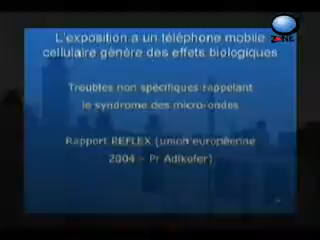 L'exposition à un téléphone mobile
cellulaire génère des effets biologiques
Troubles non spécifiques rappelant
le syndrome des micro-ondes
Rapport REFLEX (union européenne
2004 – Pr Adlkofer)
ZONE